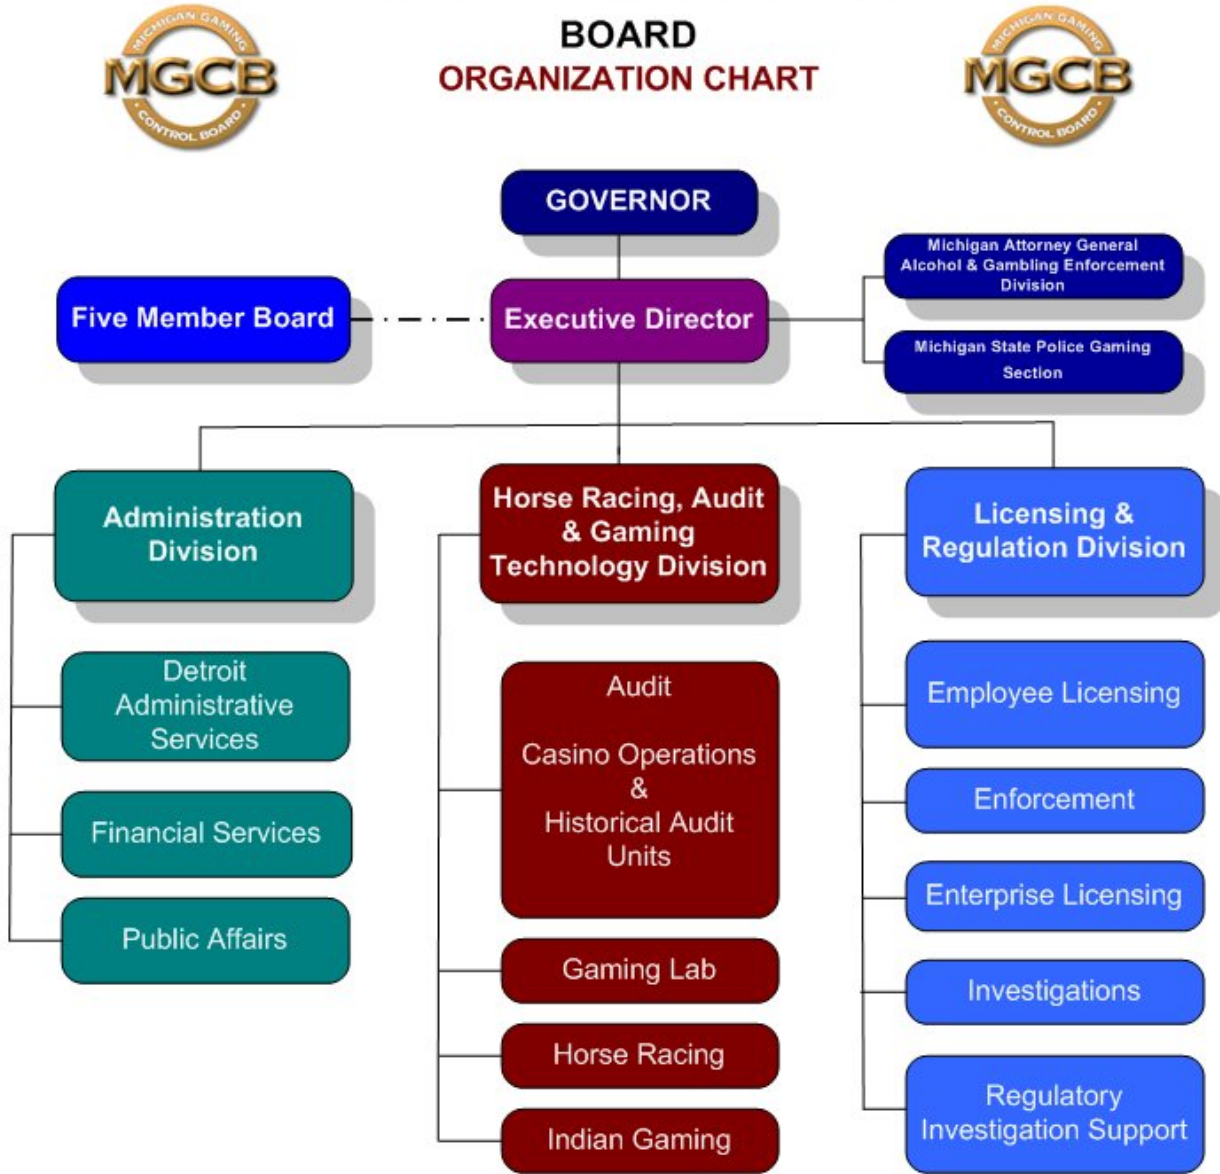 MICHIGAN GAMING
MGCB
• CONTROL BOARD •
BOARD
ORGANIZATION CHART
MICHIGAN GAMING
MGCB
• CONTROL BOARD •
GOVERNOR
Five Member Board
Executive Director
Michigan Attorney General
Alcohol & Gambling Enforcement
Division
Michigan State Police Gaming
Section
Administration
Division
Detroit
Administrative
Services
Financial Services
Public Affairs
Horse Racing, Audit
& Gaming
Technology Division
Audit
Casino Operations
&
Historical Audit
Units
Gaming Lab
Horse Racing
Indian Gaming
Licensing &
Regulation Division
Employee Licensing
Enforcement
Enterprise Licensing
Investigations
Regulatory
Investigation Support